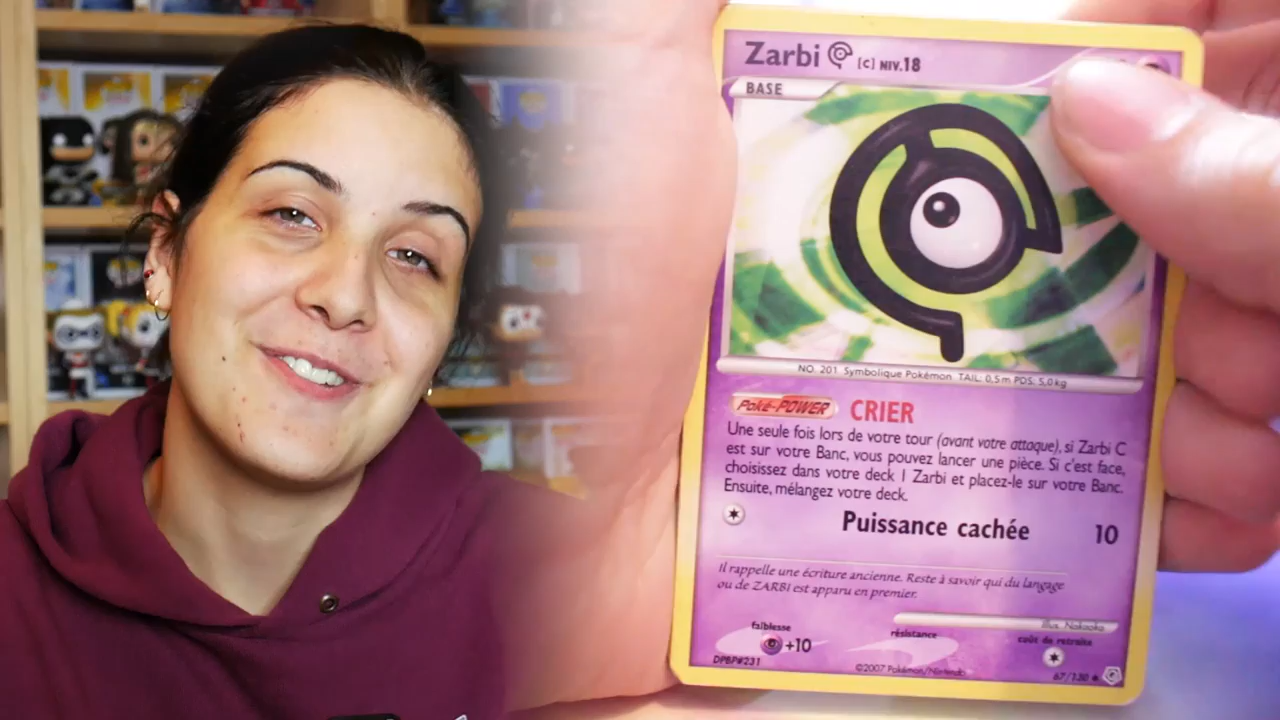 Zarbi [C] NIV.18
BASE
NO. 201 Symbolique Pokémon TAIL: 0,5m PDS. 5,0kg
Poké-POWER CRIER
Une seule fois lors de votre tour (avant votre attaque), si Zarbi C
est sur votre Banc, vous pouvez lancer une pièce. Si c'est face,
choisissez dans votre deck 1 Zarbi et placez-le sur votre Banc.
Ensuite, mélangez votre deck.
Puissance cachée 10
Il rappelle une écriture ancienne. Reste à savoir qui du langage
ou de ZARBI est apparu en premier.
Illus. Nakaoka
faiblesse résistance coût de retraite
+10
DPBP#231 ©2007 Pokémon/Nintendo 67/130